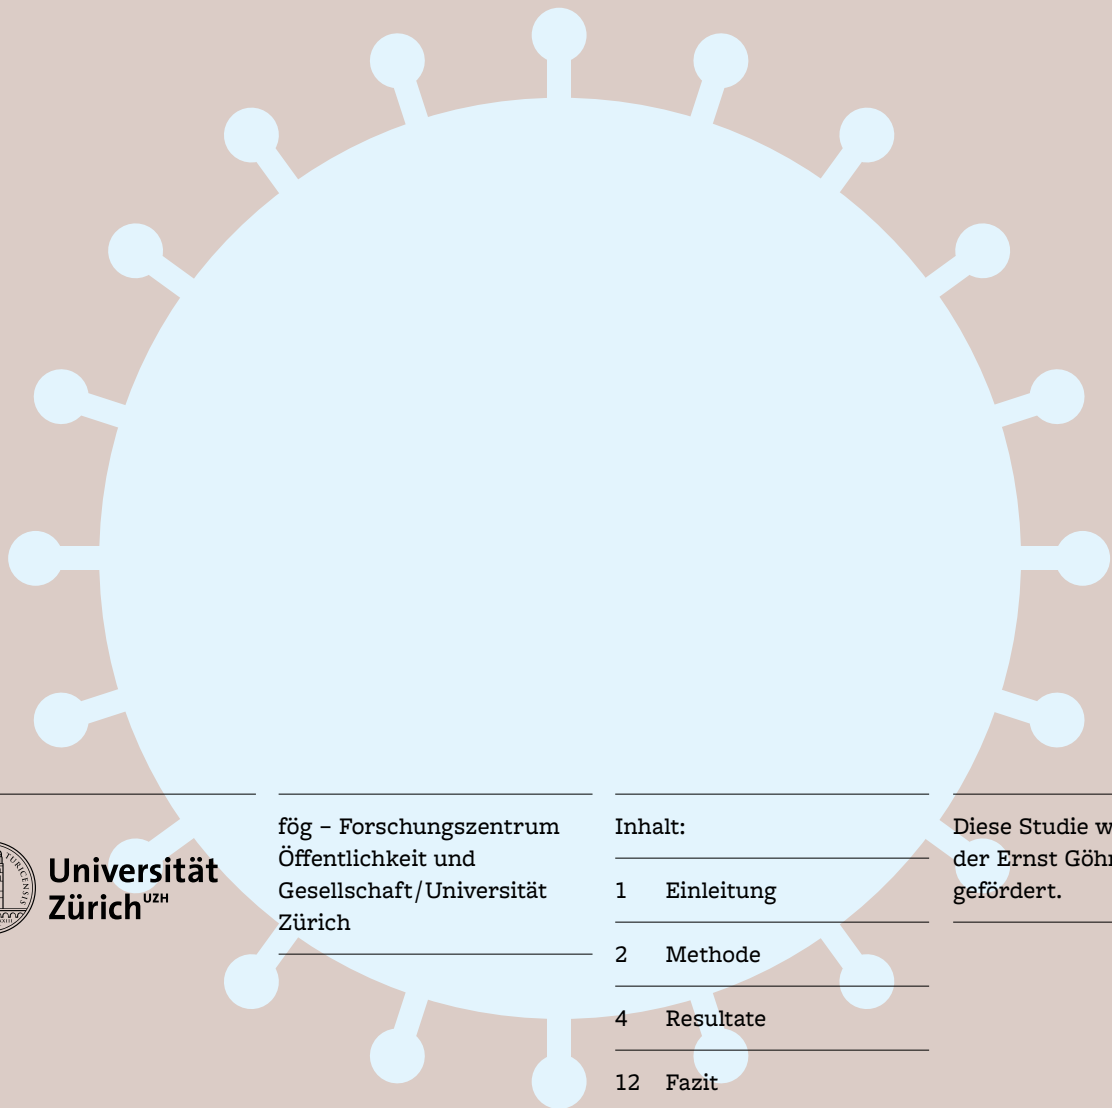 Universität
Zürich UZH
fög – Forschungszentrum
Öffentlichkeit und
Gesellschaft/Universität
Zürich
Inhalt:
1 Einleitung
2 Methode
4 Resultate
12 Fazit
Diese Studie
der Ernst
gefördert.